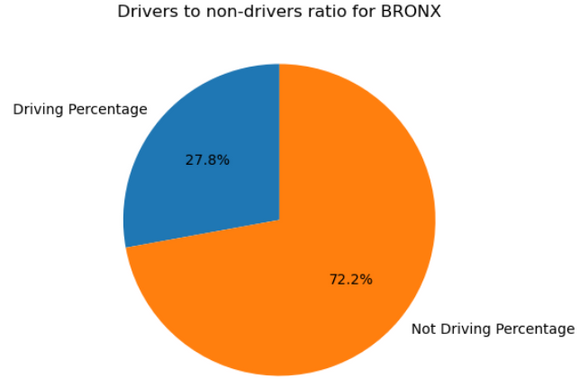 Drivers to non-drivers ratio for BRONX
Driving Percentage
27.8%
72.2%
Not Driving Percentage